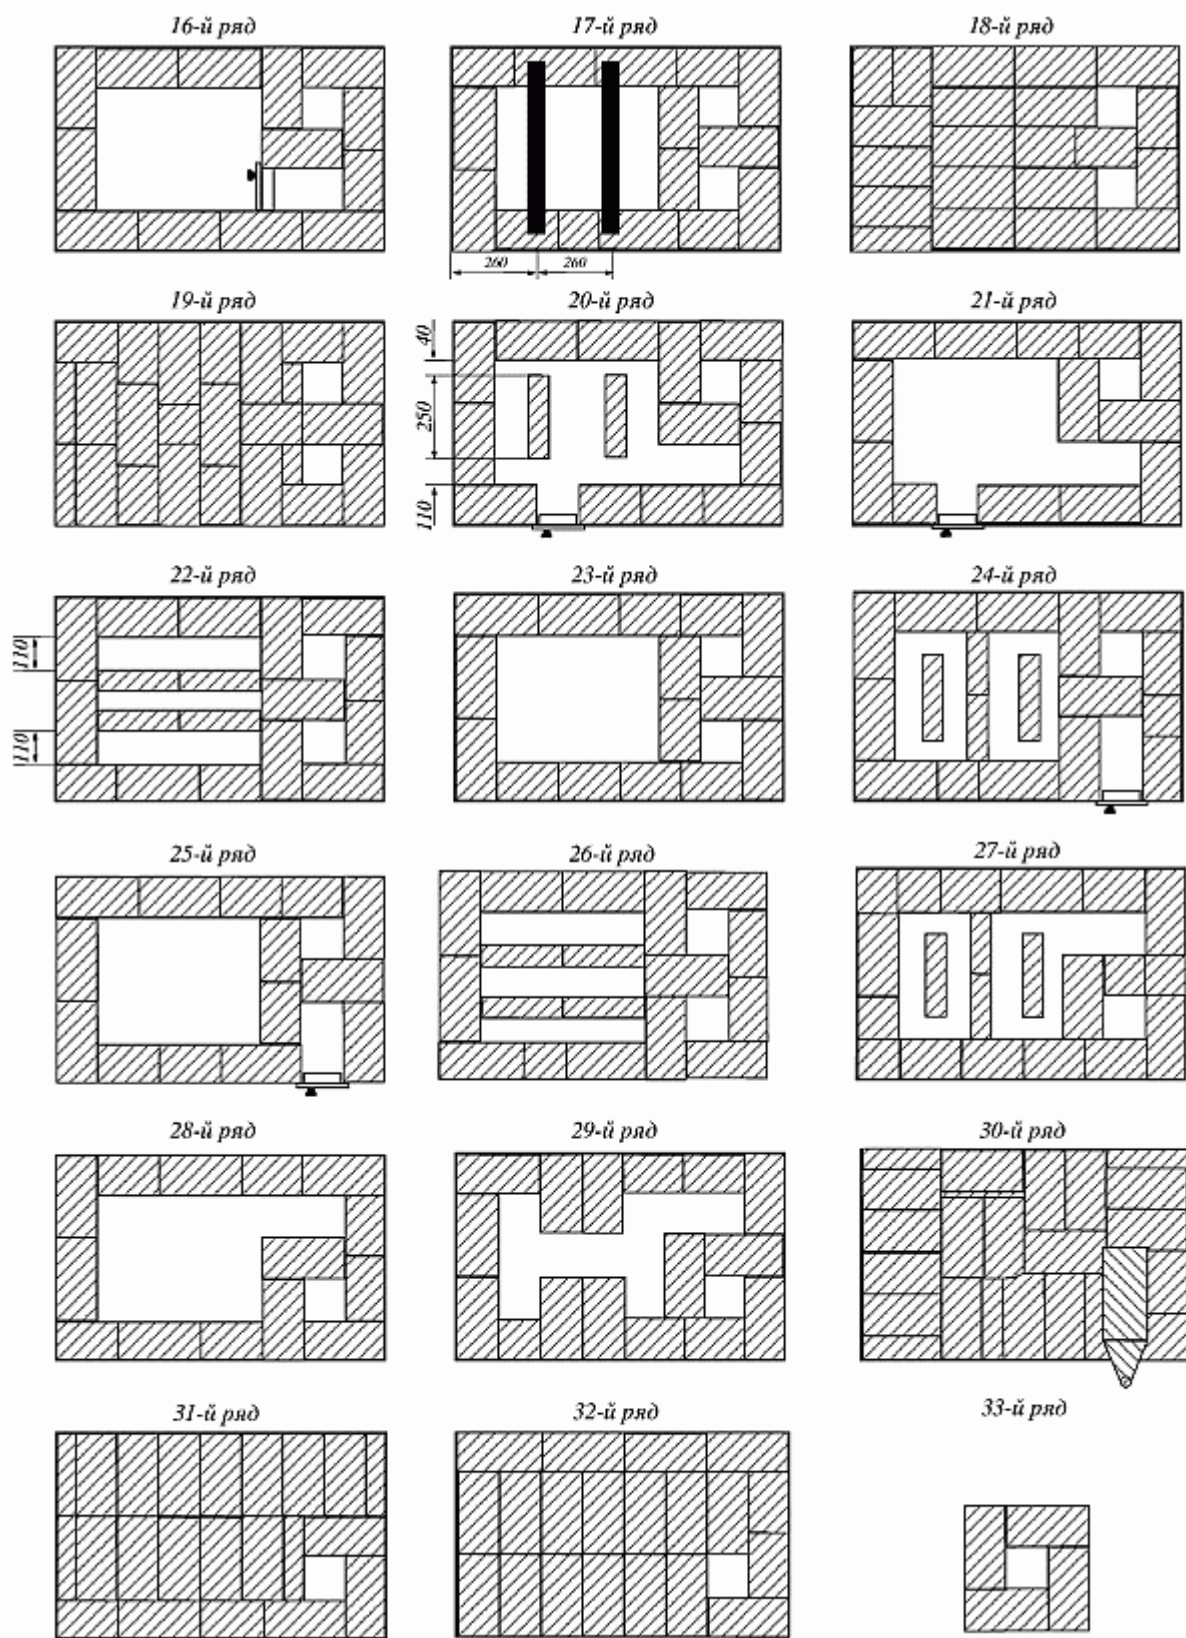 16-й ряд
17-й ряд
18-й ряд
260
260
19-й ряд
20-й ряд
21-й ряд
40
250
110
22-й ряд
23-й ряд
24-й ряд
110
110
25-й ряд
26-й ряд
27-й ряд
28-й ряд
29-й ряд
30-й ряд
31-й ряд
32-й ряд
33-й ряд